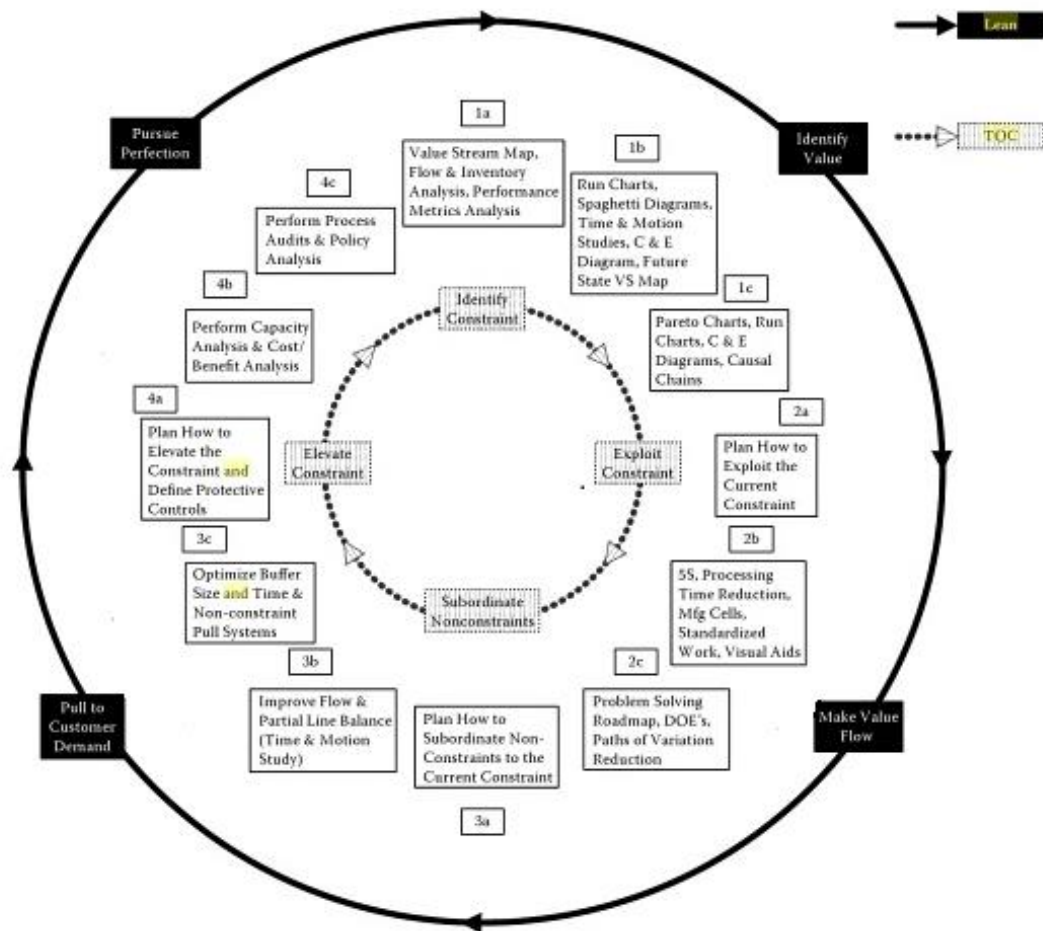 Lean
TOC
Pursue
Perfection
Identify
Value
1a
Value Stream Map,
Flow & Inventory
Analysis, Performance
Metrics Analysis
1b
Run Charts,
Spaghetti Diagrams,
Time & Motion
Studies, C & E
Diagram, Future
State VS Map
4c
Perform Process
Audits & Policy
Analysis
4b
Perform Capacity
Analysis & Cost/
Benefit Analysis
Identify
Constraint
1c
Pareto Charts, Run
Charts, C & E
Diagrams, Causal
Chains
4a
Plan How to
Elevate the
Constraint and
Define Protective
Controls
Elevate
Constraint
Exploit
Constraint
2a
Plan How to
Exploit the
Current
Constraint
3c
Optimize Buffer
Size and Time &
Non-constraint
Pull Systems
Subordinate
Nonconstraints
2b
5S, Processing
Time Reduction,
Mfg Cells,
Standardized
Work, Visual Aids
3b
Improve Flow &
Partial Line Balance
(Time & Motion
Study)
Plan How to
Subordinate Non-
Constraints to the
Current Constraint
3a
2c
Problem Solving
Roadmap, DOE's,
Paths of Variation
Reduction
Pull to
Customer
Demand
Make Value
Flow